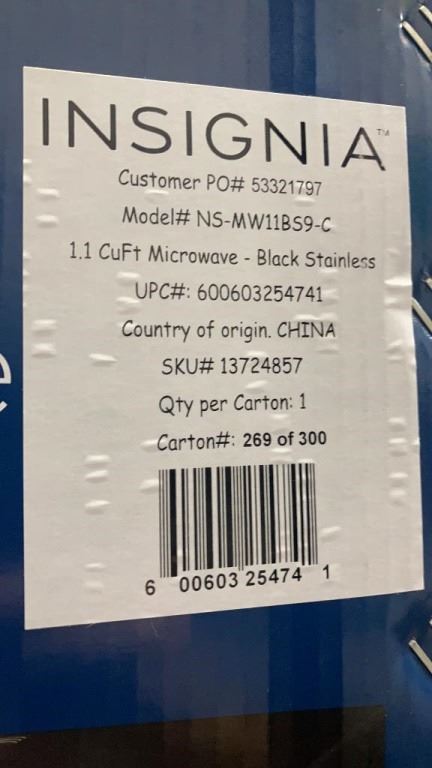 INSIGNIA™
Customer PO# 53321797
Model# NS-MW11BS9-C
1.1 CuFt Microwave - Black Stainless
UPC#: 600603254741
Country of origin. CHINA
SKU# 13724857
Qty per Carton: 1
Carton#: 269 of 300
6 00603 25474 1